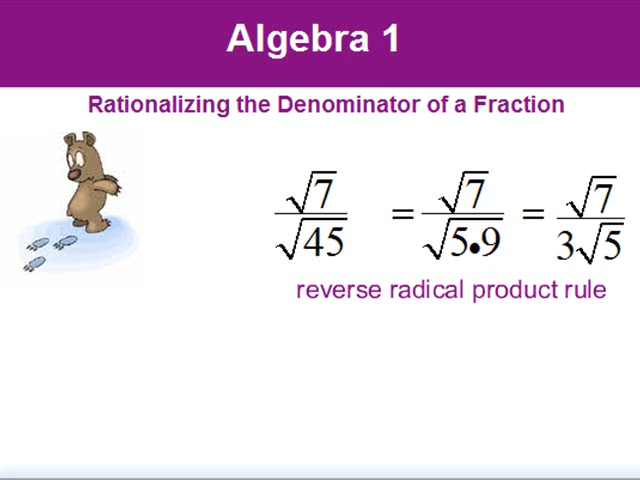 Algebra 1
Rationalizing the Denominator of a Fraction
√7/√45 = √7/√5•9 = √7/3√5
reverse radical product rule